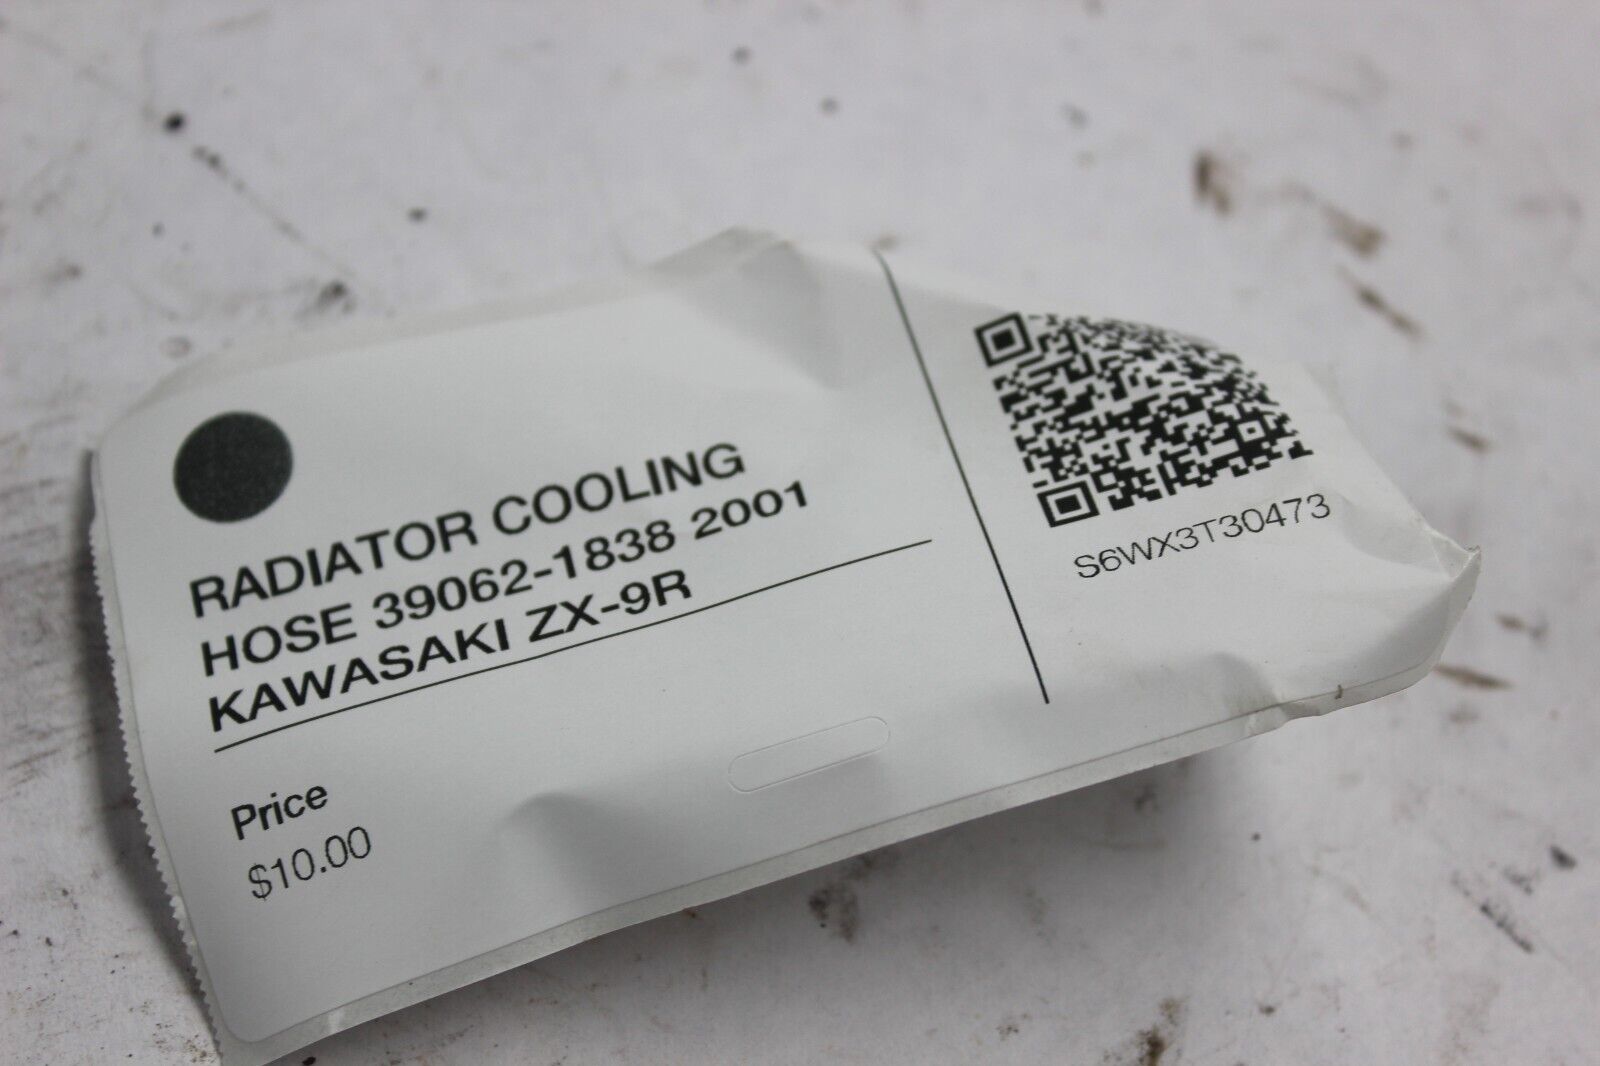 RADIATOR COOLING
HOSE 39062-1838 2001
KAWASAKI ZX-9R
Price
$10.00
S6WX3T30473